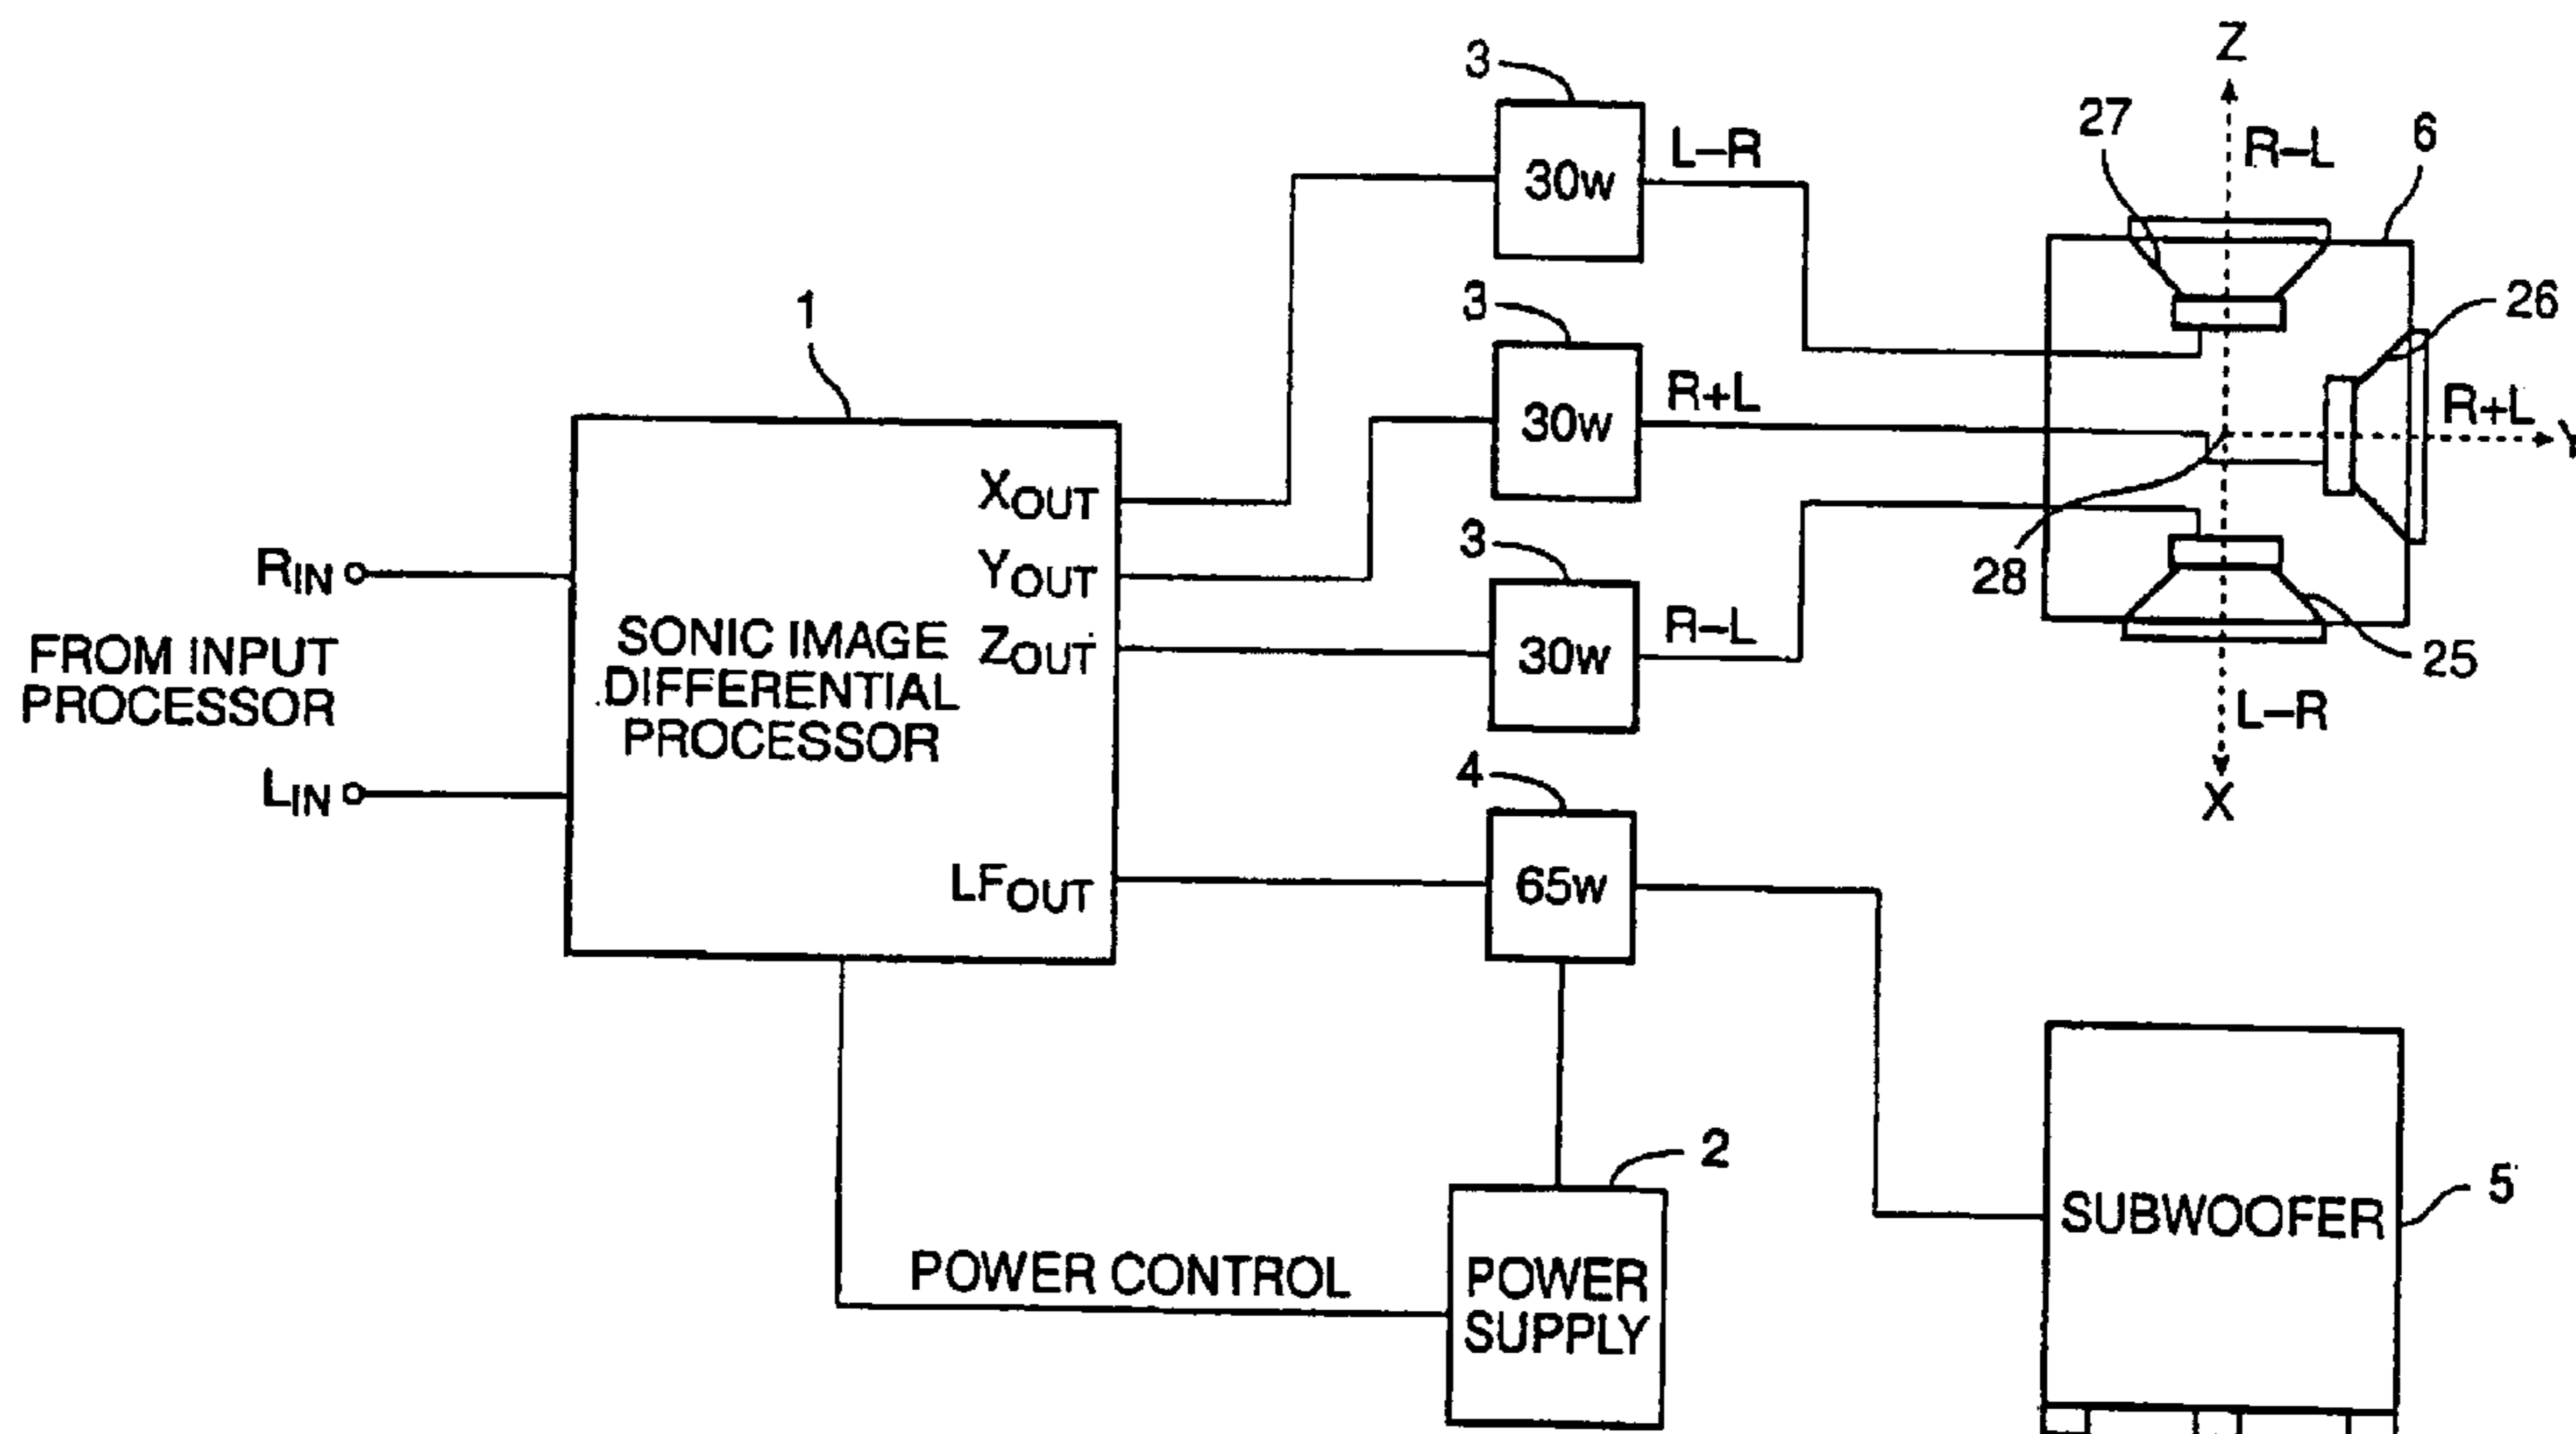 Z
3
27
6
L–R
R–L
30w
3
26
1
R+L
30w
R+L
Y
XOUT
3
RIN
YOUT
28
SONIC IMAGE
DIFFERENTIAL
PROCESSOR
ZOUT
30w
R–L
25
FROM INPUT
PROCESSOR
L–R
4
X
LIN
LFOUT
65w
2
5
SUBWOOFER
POWER CONTROL
POWER
SUPPLY